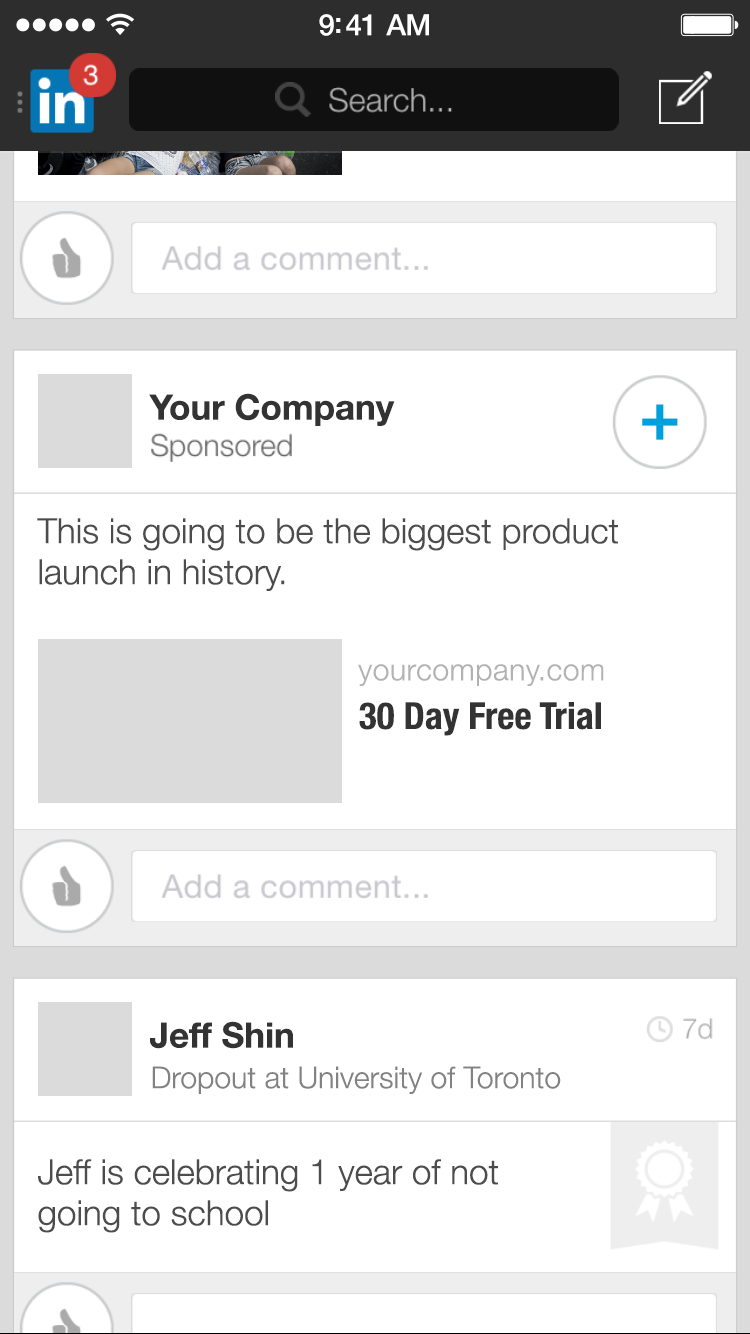 9:41 AM
in
3
Search...
Add a comment...
Your Company
Sponsored
This is going to be the biggest product
launch in history.
yourcompany.com
30 Day Free Trial
Add a comment...
Jeff Shin
7d
Dropout at University of Toronto
Jeff is celebrating 1 year of not
going to school